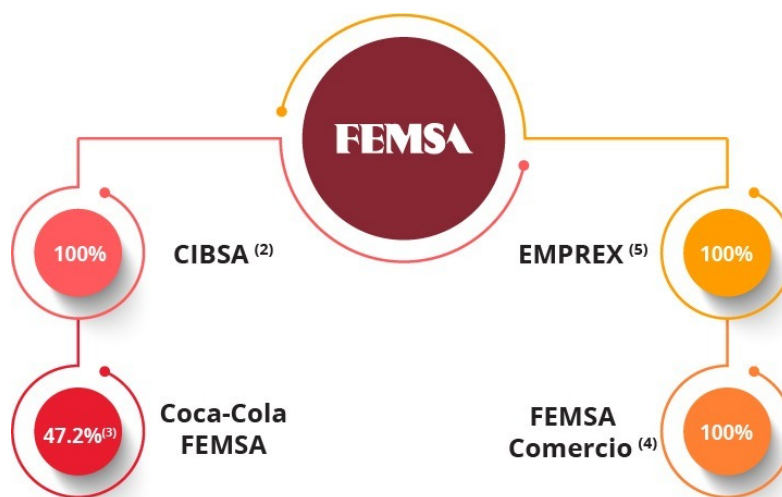 FEMSA
100%
CIBSA (2)
EMPREX (5)
100%
47.2%(3)
Coca-Cola
FEMSA
FEMSA
Comercio (4)
100%